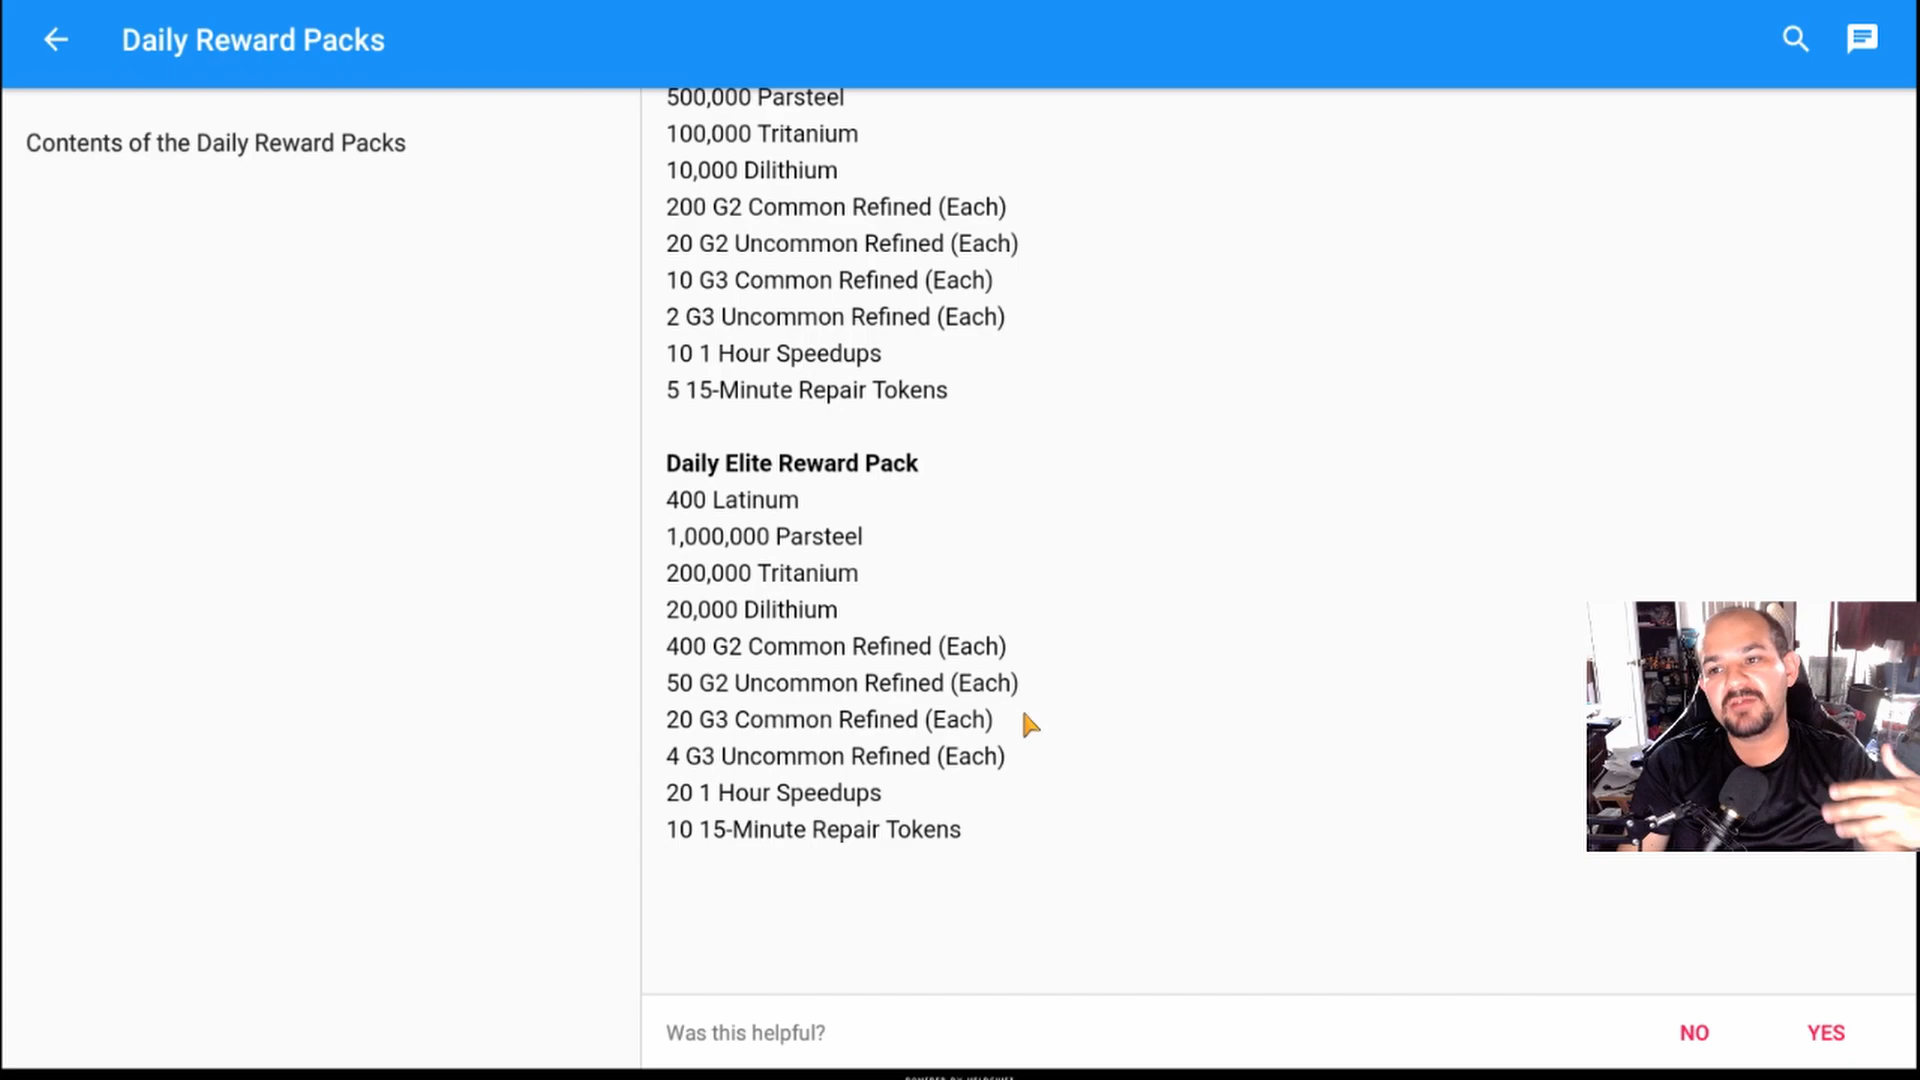 Daily Reward Packs
Contents of the Daily Reward Packs
500,000 Parsteel
100,000 Tritanium
10,000 Dilithium
200 G2 Common Refined (Each)
20 G2 Uncommon Refined (Each)
10 G3 Common Refined (Each)
2 G3 Uncommon Refined (Each)
10 1 Hour Speedups
5 15-Minute Repair Tokens
Daily Elite Reward Pack
400 Latinum
1,000,000 Parsteel
200,000 Tritanium
20,000 Dilithium
400 G2 Common Refined (Each)
50 G2 Uncommon Refined (Each)
20 G3 Common Refined (Each)
4 G3 Uncommon Refined (Each)
20 1 Hour Speedups
10 15-Minute Repair Tokens
Was this helpful?
NO
YES